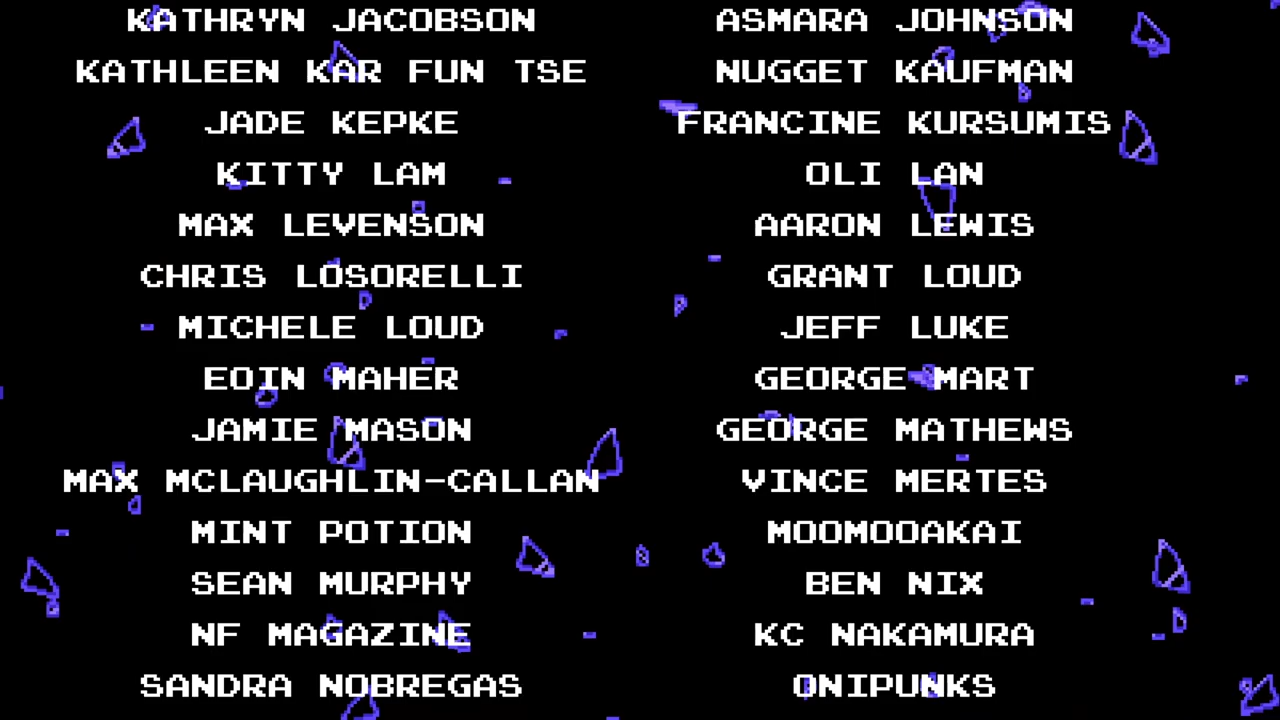 KATHRYN JACOBSON
ASMARA JOHNSON
KATHLEEN KAR FUN TSE
NUGGET KAUFMAN
JADE KEPKE
FRANCINE KURSUMIS
KITTY LAM
OLI LAN
MAX LEVENSON
AARON LEWIS
CHRIS LOSORELLI
GRANT LOUD
MICHELE LOUD
JEFF LUKE
EOIN MAHER
GEORGE MART
JAMIE MASON
GEORGE MATHEWS
MAX MCLAUGHLIN-CALLAN
VINCE MERTES
MINT POTION
MOOMOOAKAI
SEAN MURPHY
BEN NIX
NF MAGAZINE
KC NAKAMURA
SANDRA NOBREGAS
ONIPUNKS